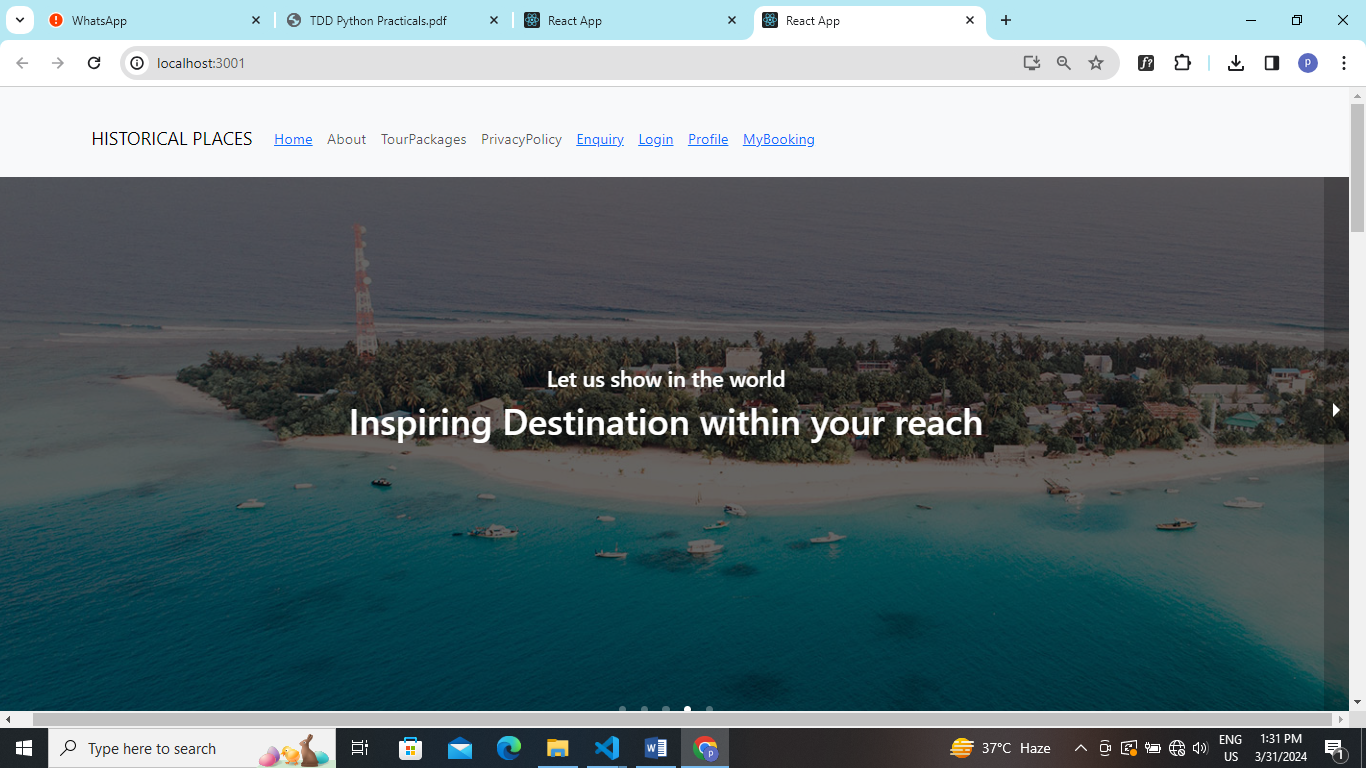 WhatsApp
TDD Python Practicals.pdf
React App
React App
localhost:3001
HISTORICAL PLACES Home About TourPackages PrivacyPolicy Enquiry Login Profile MyBooking
Let us show in the world
Inspiring Destination within your reach
Type here to search
37°C Haze
ENG
US
1:31 PM
3/31/2024
1